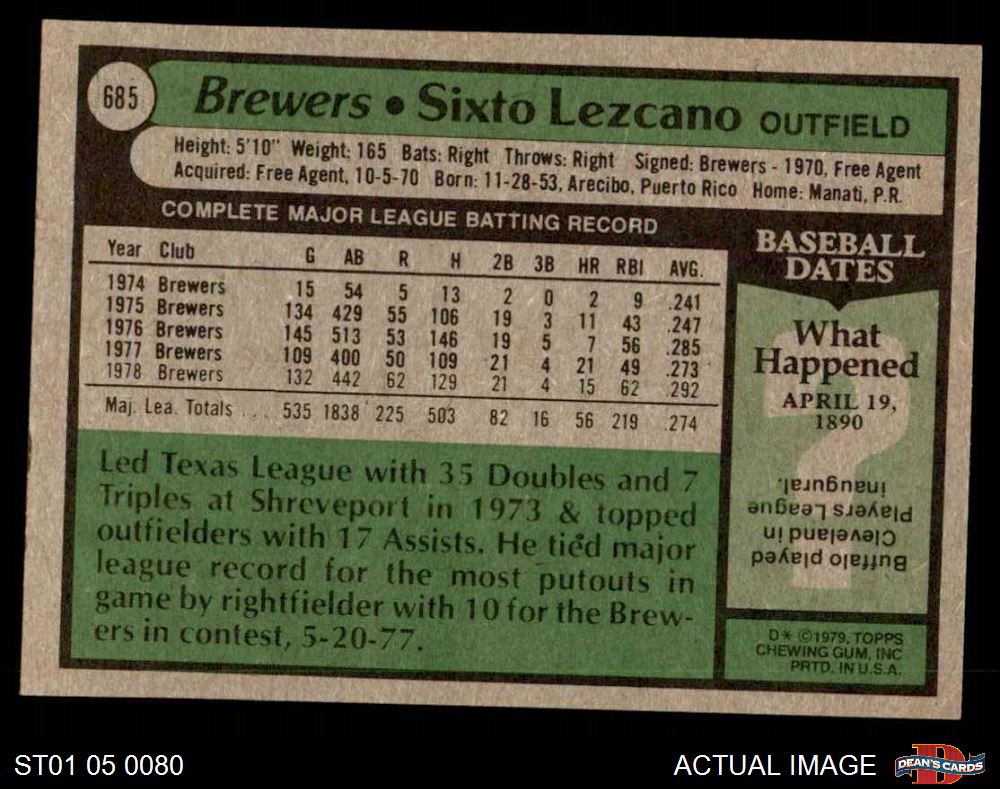 685
Brewers • Sixto Lezcano OUTFIELD
Height: 5'10" Weight: 165 Bats: Right Throws: Right Signed: Brewers - 1970, Free Agent
Acquired: Free Agent, 10-5-70 Born: 11-28-53, Arecibo, Puerto Rico Home: Manati, P.R.
COMPLETE MAJOR LEAGUE BATTING RECORD
Year Club G AB R H 2B 3B HR RBI AVG.
1974 Brewers 15 54 5 13 2 0 2 9 .241
1975 Brewers 134 429 55 106 19 3 11 43 .247
1976 Brewers 145 513 53 146 19 5 7 56 .285
1977 Brewers 109 400 50 109 21 4 21 49 .273
1978 Brewers 132 442 62 129 21 4 15 62 .292
Maj. Lea. Totals ... 535 1838 225 503 82 16 56 219 .274
Led Texas League with 35 Doubles and 7
Triples at Shreveport in 1973 & topped
outfielders with 17 Assists. He tied major
league record for the most putouts in
game by rightfielder with 10 for the Brew-
ers in contest, 5-20-77.
BASEBALL
DATES
What
Happened
APRIL 19,
1890
?
Buffalo played
Cleveland in
Players League
inaugural.
D* ©1979, TOPPS
CHEWING GUM, INC
PRTD. IN U.S.A.
ST01 05 0080
ACTUAL IMAGE
D
DEAN'S CARDS